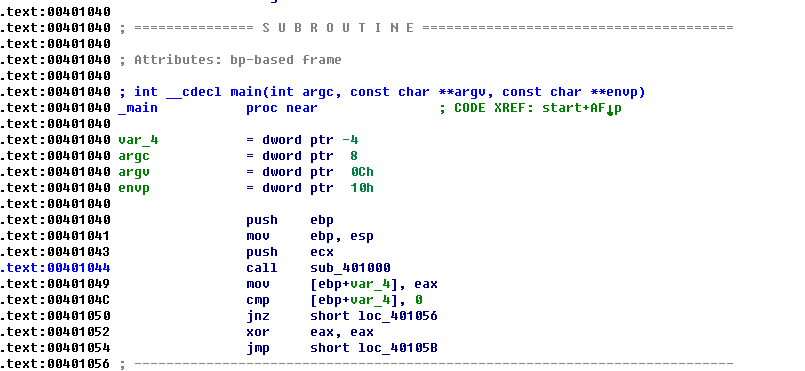 .text:00401040
.text:00401040 ; =============== S U B R O U T I N E =======================================
.text:00401040
.text:00401040 ; Attributes: bp-based frame
.text:00401040
.text:00401040 ; int __cdecl main(int argc, const char **argv, const char **envp)
.text:00401040 _main proc near ; CODE XREF: start+AF↓p
.text:00401040
.text:00401040 var_4 = dword ptr -4
.text:00401040 argc = dword ptr 8
.text:00401040 argv = dword ptr 0Ch
.text:00401040 envp = dword ptr 10h
.text:00401040
.text:00401040 push ebp
.text:00401041 mov ebp, esp
.text:00401043 push ecx
.text:00401044 call sub_401000
.text:00401049 mov [ebp+var_4], eax
.text:0040104C cmp [ebp+var_4], 0
.text:00401050 jnz short loc_401056
.text:00401052 xor eax, eax
.text:00401054 jmp short loc_40105B
.text:00401056 ; ---------------------------------------------------------------------------